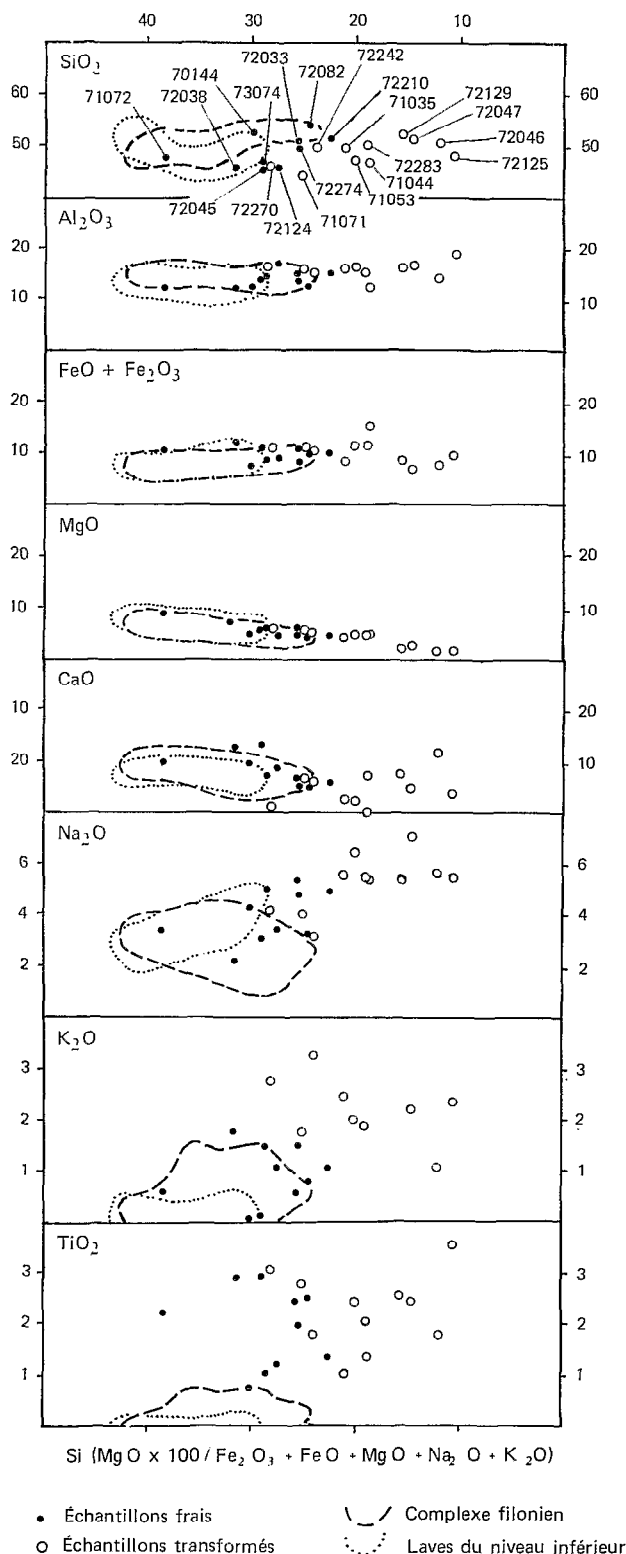 40 30 20 10
SiO₂ 72033 72082 72242
70144 73074 72210 72129
71072 72038 71035 72047
60 60
72046
50 50
72283 72125
72274 71044
72045 72270 71053
72124 71071
Al₂O₃
20 20
10 10
FeO + Fe₂O₃
20 20
10 10
MgO
20 20
10 10
CaO
10 20
20 10
Na₂O
6 6
4 4
2 2
K₂O
3 3
2 2
1 1
TiO₂
3 3
2 2
1 1
Si (MgO x 100 / Fe₂O₃ + FeO + MgO + Na₂O + K₂O)
• Échantillons frais Complexe filonien
o Échantillons transformés Laves du niveau inférieur